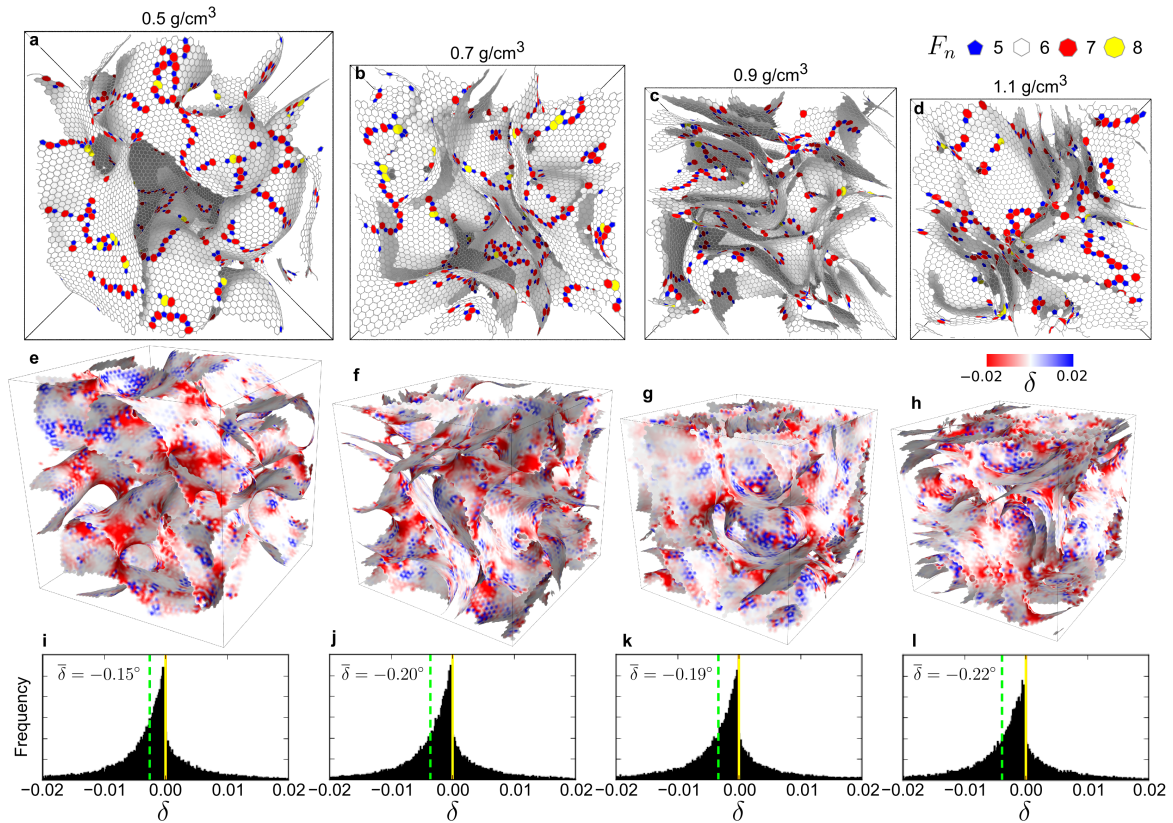 0.5 g/cm³
0.7 g/cm³
0.9 g/cm³
1.1 g/cm³
Fₙ 5 6 7 8
a
b
c
d
e
f
g
h
−0.02 δ 0.02
i
j
k
l
δ̅ = −0.15°
δ̅ = −0.20°
δ̅ = −0.19°
δ̅ = −0.22°
Frequency
−0.02 −0.01 0.00 0.01 0.02
−0.02 −0.01 0.00 0.01 0.02
−0.02 −0.01 0.00 0.01 0.02
−0.02 −0.01 0.00 0.01 0.02
δ
δ
δ
δ